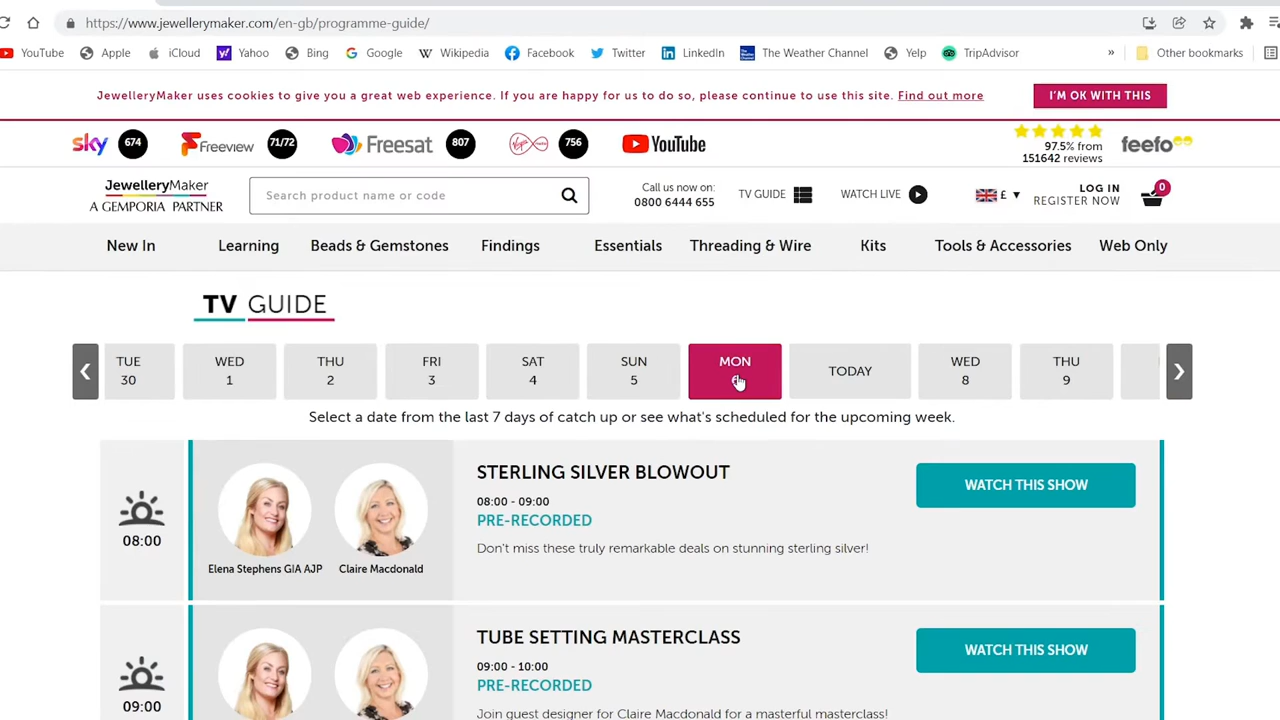 https://www.jewellerymaker.com/en-gb/programme-guide/
YouTube Apple iCloud Yahoo Bing Google Wikipedia Facebook Twitter LinkedIn The Weather Channel Yelp TripAdvisor » Other bookmarks
JewelleryMaker uses cookies to give you a great web experience. If you are happy for us to do so, please continue to use this site. Find out more
I'M OK WITH THIS
sky 674 Freeview 71/72 Freesat 807 756 YouTube
97.5% from
151642 reviews
feefo
JewelleryMaker
A GEMPORIA PARTNER
Search product name or code
Call us now on:
0800 6444 655
TV GUIDE
WATCH LIVE
£ ▼
LOG IN
REGISTER NOW
0
New In Learning Beads & Gemstones Findings Essentials Threading & Wire Kits Tools & Accessories Web Only
TV GUIDE
TUE WED THU FRI SAT SUN MON TODAY WED THU
30 1 2 3 4 5 8 9
Select a date from the last 7 days of catch up or see what's scheduled for the upcoming week.
08:00
Elena Stephens GIA AJP
Claire Macdonald
STERLING SILVER BLOWOUT
08:00 - 09:00
PRE-RECORDED
Don't miss these truly remarkable deals on stunning sterling silver!
WATCH THIS SHOW
09:00
TUBE SETTING MASTERCLASS
09:00 - 10:00
PRE-RECORDED
Join guest designer for Claire Macdonald for a masterful masterclass!
WATCH THIS SHOW